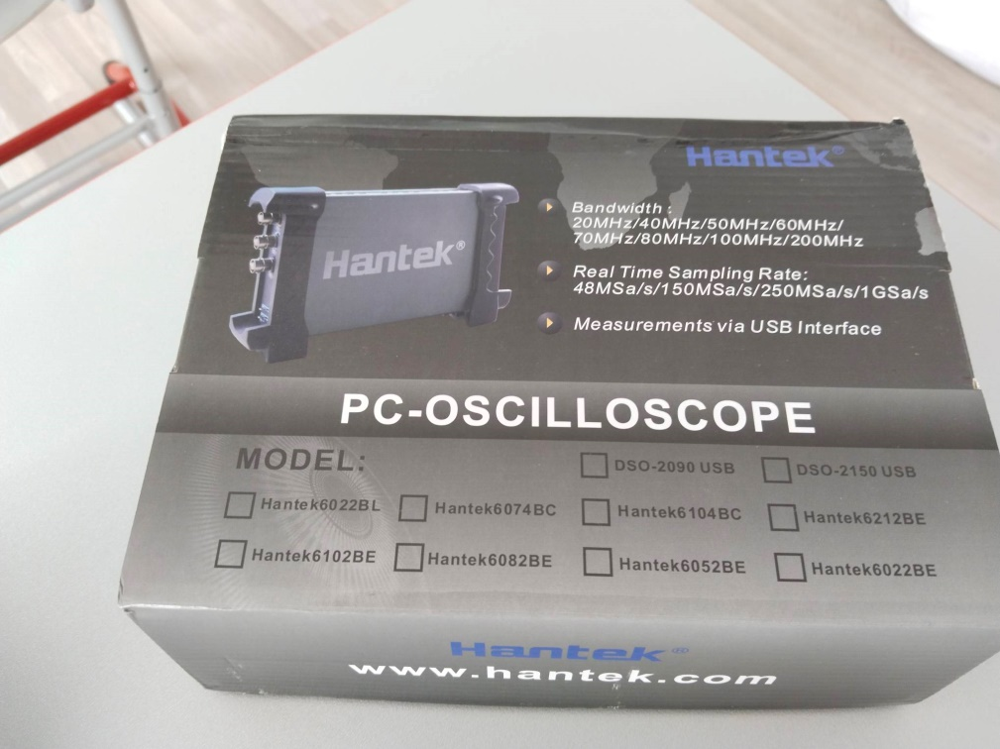 Hantek®
Hantek®
Bandwidth :
20MHz/40MHz/50MHz/60MHz/
70MHz/80MHz/100MHz/200MHz
Real Time Sampling Rate:
48MSa/s/150MSa/s/250MSa/s/1GSa/s
Measurements via USB Interface
PC-OSCILLOSCOPE
MODEL:
DSO-2090 USB DSO-2150 USB
Hantek6022BL Hantek6074BC Hantek6104BC Hantek6212BE
Hantek6102BE Hantek6082BE Hantek6052BE Hantek6022BE
Hantek®
www.hantek.com